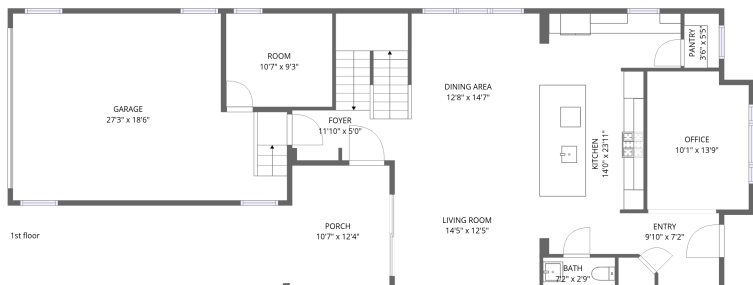 ROOM
10'7" x 9'3"
GARAGE
27'3" x 18'6"
FOYER
11'10" x 5'0"
DINING AREA
12'8" x 14'7"
PANTRY
3'6" x 5'5"
KITCHEN
14'0" x 23'11"
OFFICE
10'1" x 13'9"
PORCH
10'7" x 12'4"
LIVING ROOM
14'5" x 12'5"
ENTRY
9'10" x 7'2"
1st floor
BATH
7'2" x 2'9"